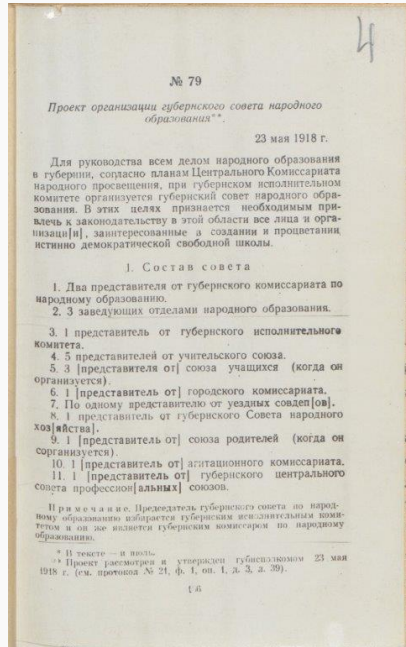 4
№ 79
Проект организации губернского совета народного
образования**.
23 мая 1918 г.
Для руководства всем делом народного образования
в губернии, согласно планам Центрального Комиссариата
народного просвещения, при губернском исполнительном
комитете организуется губернский совет народного обра-
зования. В этих целях признается необходимым при-
влечь к законодательству в этой области все лица и орга-
низаци[и], заинтересованные в создании и процветании
истинно демократической свободной школы.
1. Состав совета
1. Два представителя от губернского комиссариата по
народному образованию.
2. 3 заведующих отделами народного образования.
3. 1 представитель от губернского исполнительного
комитета.
4. 5 представителей от учительского союза.
5. 3 [представителя от] союза учащихся (когда он
организуется).
6. 1 [представитель от] городского комиссариата.
7. По одному представителю от уездных совдеп[ов].
8. 1 представитель от губернского Совета народного
хоз[яйства].
9. 1 [представитель от] союза родителей (когда он
сорганизуется).
10. 1 [представитель от] агитационного комиссариата.
11. 1 [представитель от] губернского центрального
совета професcион[альных] союзов.
Примечание. Председатель губернского совета по народ-
ному образованию избирается губернским исполнительным коми-
тетом и он же является губернским комиссаром по народному
образованию.
* В тексте — и июль.
** Проект рассмотрен и утвержден губисполкомом 23 мая
1918 г. (см. протокол № 21, ф. 1, оп. 1, д. 3, л. 39).